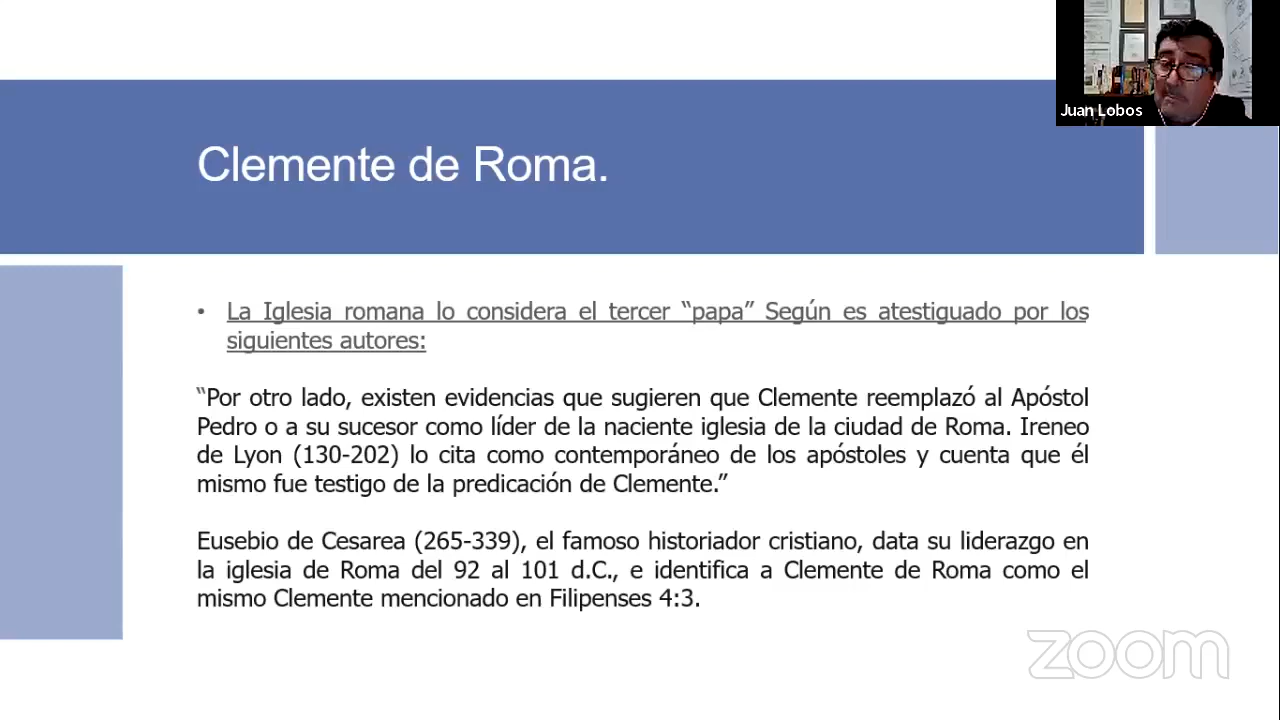 Juan Lobos
Clemente de Roma.
• La Iglesia romana lo considera el tercer “papa” Según es atestiguado por los
siguientes autores:
“Por otro lado, existen evidencias que sugieren que Clemente reemplazó al Apóstol
Pedro o a su sucesor como líder de la naciente iglesia de la ciudad de Roma. Ireneo
de Lyon (130-202) lo cita como contemporáneo de los apóstoles y cuenta que él
mismo fue testigo de la predicación de Clemente.”
Eusebio de Cesarea (265-339), el famoso historiador cristiano, data su liderazgo en
la iglesia de Roma del 92 al 101 d.C., e identifica a Clemente de Roma como el
mismo Clemente mencionado en Filipenses 4:3.
zoom